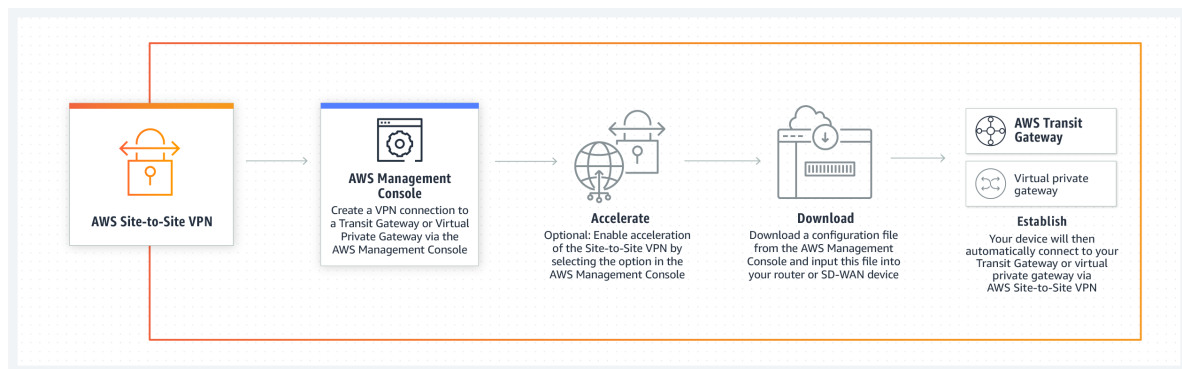 AWS Site-to-Site VPN
AWS Management
Console
Create a VPN connection to
a Transit Gateway or Virtual
Private Gateway via the
AWS Management Console
Accelerate
Optional: Enable acceleration
of the Site-to-Site VPN by
selecting the option in the
AWS Management Console
Download
Download a configuration file
from the AWS Management
Console and input this file into
your router or SD-WAN device
AWS Transit
Gateway
Virtual private
gateway
Establish
Your device will then
automatically connect to your
Transit Gateway or virtual
private gateway via
AWS Site-to-Site VPN